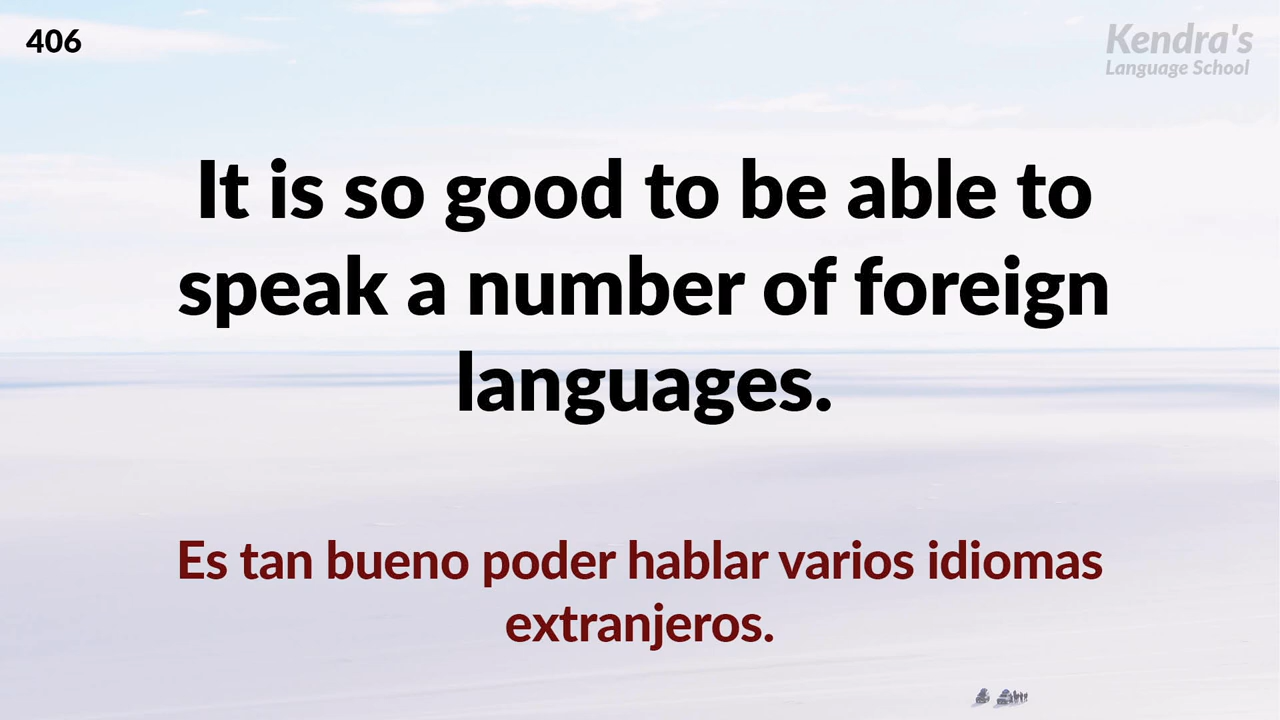 406
Kendra's
Language School
It is so good to be able to
speak a number of foreign
languages.
Es tan bueno poder hablar varios idiomas
extranjeros.